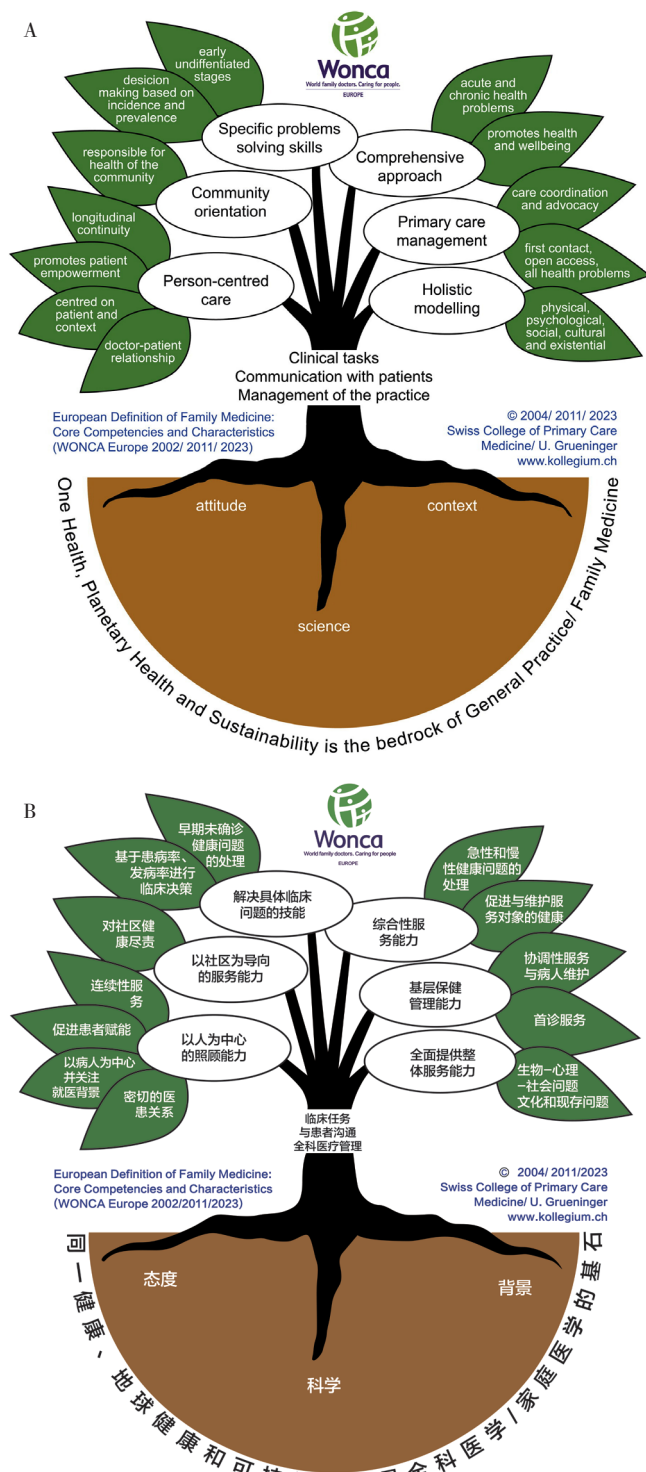 A
Wonca
World family doctors. Caring for people.
EUROPE
early
undifferentiated
stages
desicion
making based on
incidence and
prevalence
responsible for
health of the
community
longitudinal
continuity
promotes patient
empowerment
centred on
patient and
context
doctor-patient
relationship
Specific problems
solving skills
Community
orientation
Person-centred
care
Comprehensive
approach
Primary care
management
Holistic
modelling
acute and
chronic health
problems
promotes health
and wellbeing
care coordination
and advocacy
first contact,
open access,
all health problems
physical,
psychological,
social, cultural
and existential
Clinical tasks
Communication with patients
Management of the practice
European Definition of Family Medicine:
Core Competencies and Characteristics
(WONCA Europe 2002/ 2011/ 2023)
© 2004/ 2011/ 2023
Swiss College of Primary Care
Medicine/ U. Grueninger
www.kollegium.ch
attitude
context
science
One Health, Planetary Health and Sustainability is the bedrock of General Practice/ Family Medicine
B
Wonca
World family doctors. Caring for people
EUROPE
早期未确诊
健康问题
的处理
基于患病率、
发病率进行
临床决策
对社区健
康尽责
连续性服
务
促进患者赋能
以病人为中心
并关注
就医背景
密切的医
患关系
解决具体临床
问题的技能
以社区为导向
的服务能力
以人为中心
的照顾能力
综合性服
务能力
基层保健
管理能力
全面提供整
体服务能力
急性和慢
性健康问题的
处理
促进与维护服
务对象的健康
协调性服务
与病人维护
首诊服务
生物–心理
–社会问题
文化和现存问题
临床任务
与患者沟通
全科医疗管理
European Definition of Family Medicine:
Core Competencies and Characteristics
(WONCA Europe 2002/2011/2023)
© 2004/ 2011/2023
Swiss College of Primary Care
Medicine/ U. Grueninger
www.kollegium.ch
态度
背景
科学
同一健康、地球健康和可
全科医学/家庭医学的基石